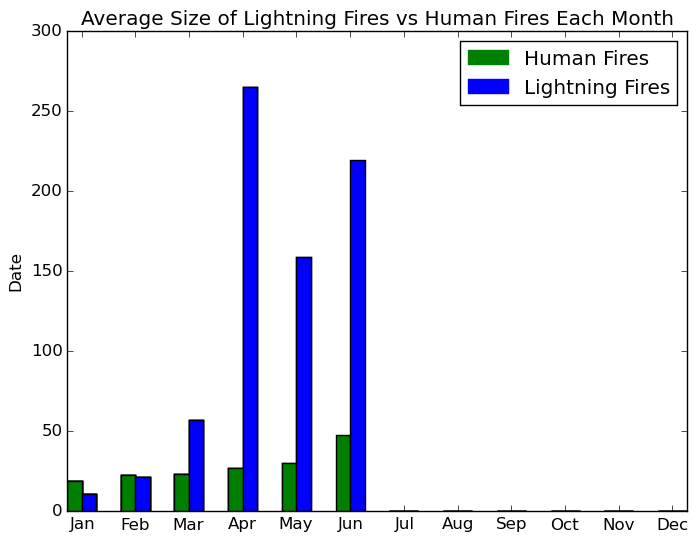 Average Size of Lightning Fires vs Human Fires Each Month
300
Human Fires
Lightning Fires
250
200
150
Date
100
50
0
Jan Feb Mar Apr May Jun Jul Aug Sep Oct Nov Dec